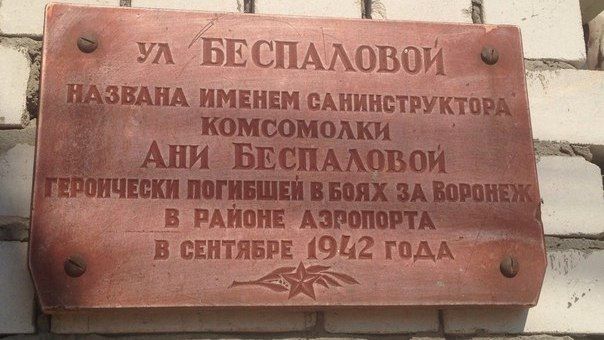 ул БЕСПАЛОВОЙ
НАЗВАНА ИМЕНЕМ САНИНСТРУКТОРА
КОМСОМОЛКИ
АНИ БЕСПАЛОВОЙ
ГЕРОИЧЕСКИ ПОГИБШЕЙ В БОЯХ ЗА ВОРОНЕЖ
В РАЙОНЕ АЭРОПОРТА
В СЕНТЯБРЕ 1942 ГОДА